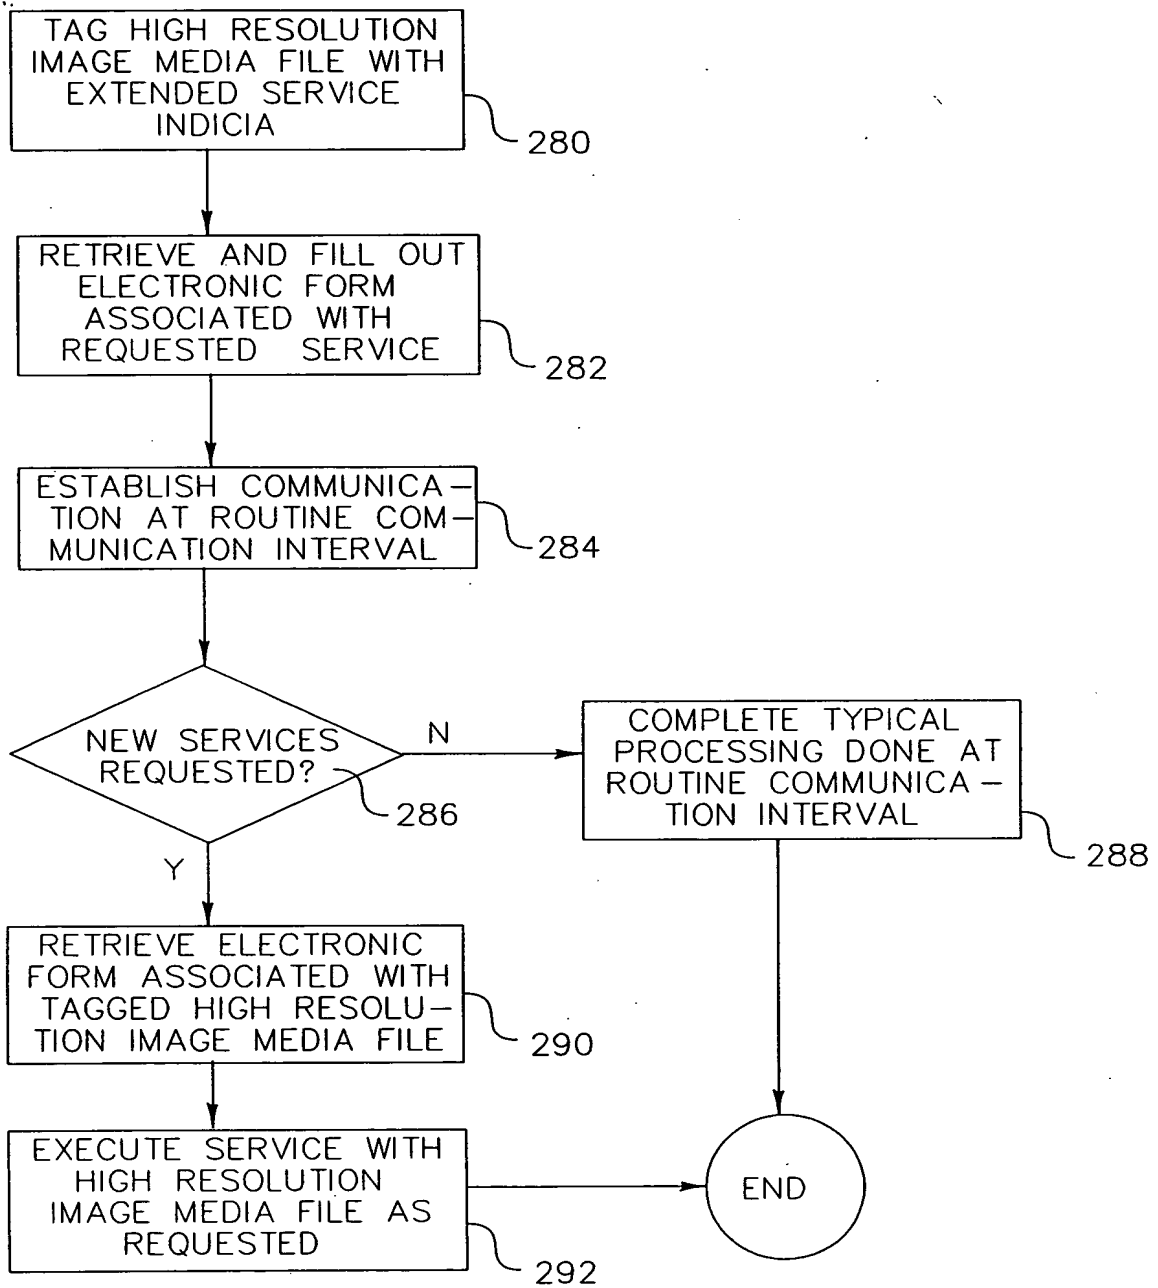 TAG HIGH RESOLUTION
IMAGE MEDIA FILE WITH
EXTENDED SERVICE
INDICIA
280
RETRIEVE AND FILL OUT
ELECTRONIC FORM
ASSOCIATED WITH
REQUESTED SERVICE
282
ESTABLISH COMMUNICA-
TION AT ROUTINE COM-
MUNICATION INTERVAL
284
NEW SERVICES
REQUESTED?
286
N
COMPLETE TYPICAL
PROCESSING DONE AT
ROUTINE COMMUNICA-
TION INTERVAL
288
Y
RETRIEVE ELECTRONIC
FORM ASSOCIATED WITH
TAGGED HIGH RESOLU-
TION IMAGE MEDIA FILE
290
EXECUTE SERVICE WITH
HIGH RESOLUTION
IMAGE MEDIA FILE AS
REQUESTED
292
END